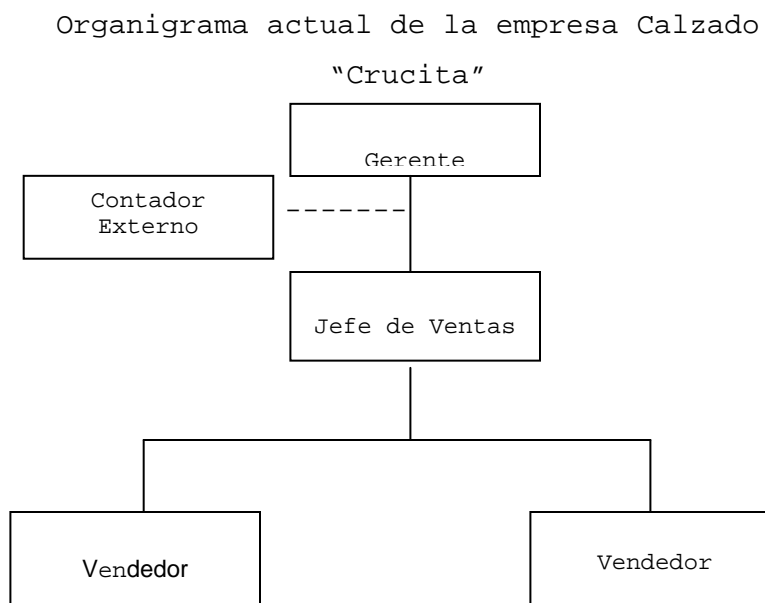 Organigrama actual de la empresa Calzado
“Crucita”
Gerente
Contador
Externo
Jefe de Ventas
Vendedor
Vendedor